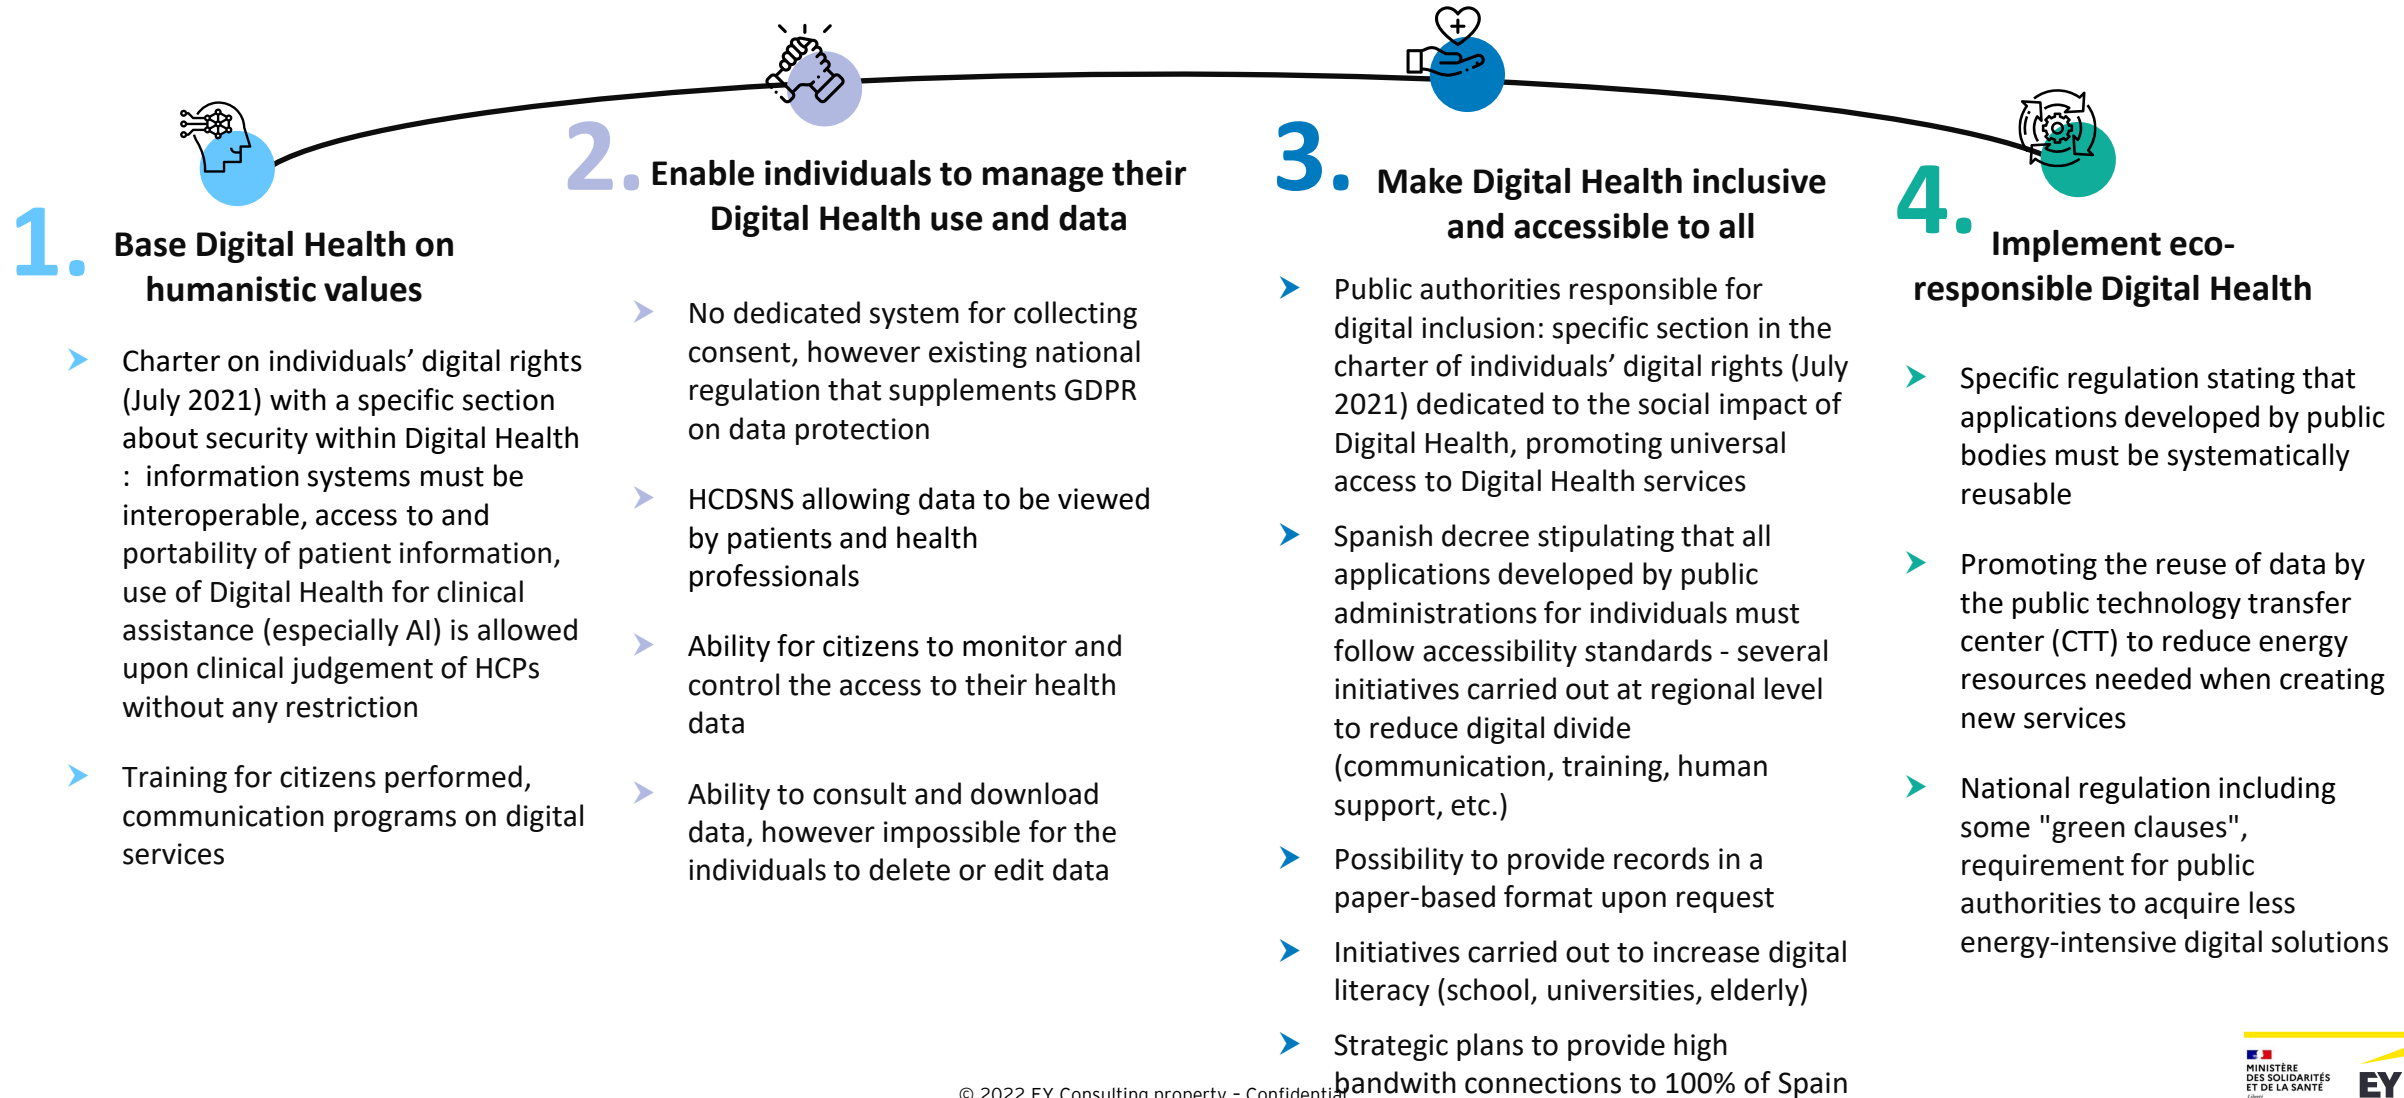 1.
Base Digital Health on
humanistic values
Charter on individuals’ digital rights
(July 2021) with a specific section
about security within Digital Health
: information systems must be
interoperable, access to and
portability of patient information,
use of Digital Health for clinical
assistance (especially AI) is allowed
upon clinical judgement of HCPs
without any restriction
Training for citizens performed,
communication programs on digital
services
2.
Enable individuals to manage their
Digital Health use and data
No dedicated system for collecting
consent, however existing national
regulation that supplements GDPR
on data protection
HCDSNS allowing data to be viewed
by patients and health
professionals
Ability for citizens to monitor and
control the access to their health
data
Ability to consult and download
data, however impossible for the
individuals to delete or edit data
3.
Make Digital Health inclusive
and accessible to all
Public authorities responsible for
digital inclusion: specific section in the
charter of individuals’ digital rights (July
2021) dedicated to the social impact of
Digital Health, promoting universal
access to Digital Health services
Spanish decree stipulating that all
applications developed by public
administrations for individuals must
follow accessibility standards - several
initiatives carried out at regional level
to reduce digital divide
(communication, training, human
support, etc.)
Possibility to provide records in a
paper-based format upon request
Initiatives carried out to increase digital
literacy (school, universities, elderly)
Strategic plans to provide high
bandwith connections to 100% of Spain
4.
Implement eco-
responsible Digital Health
Specific regulation stating that
applications developed by public
bodies must be systematically
reusable
Promoting the reuse of data by
the public technology transfer
center (CTT) to reduce energy
resources needed when creating
new services
National regulation including
some "green clauses",
requirement for public
authorities to acquire less
energy-intensive digital solutions
© 2022 EY Consulting property – Confidential
MINISTÈRE
DES SOLIDARITÉS
ET DE LA SANTÉ
Liberté
EY